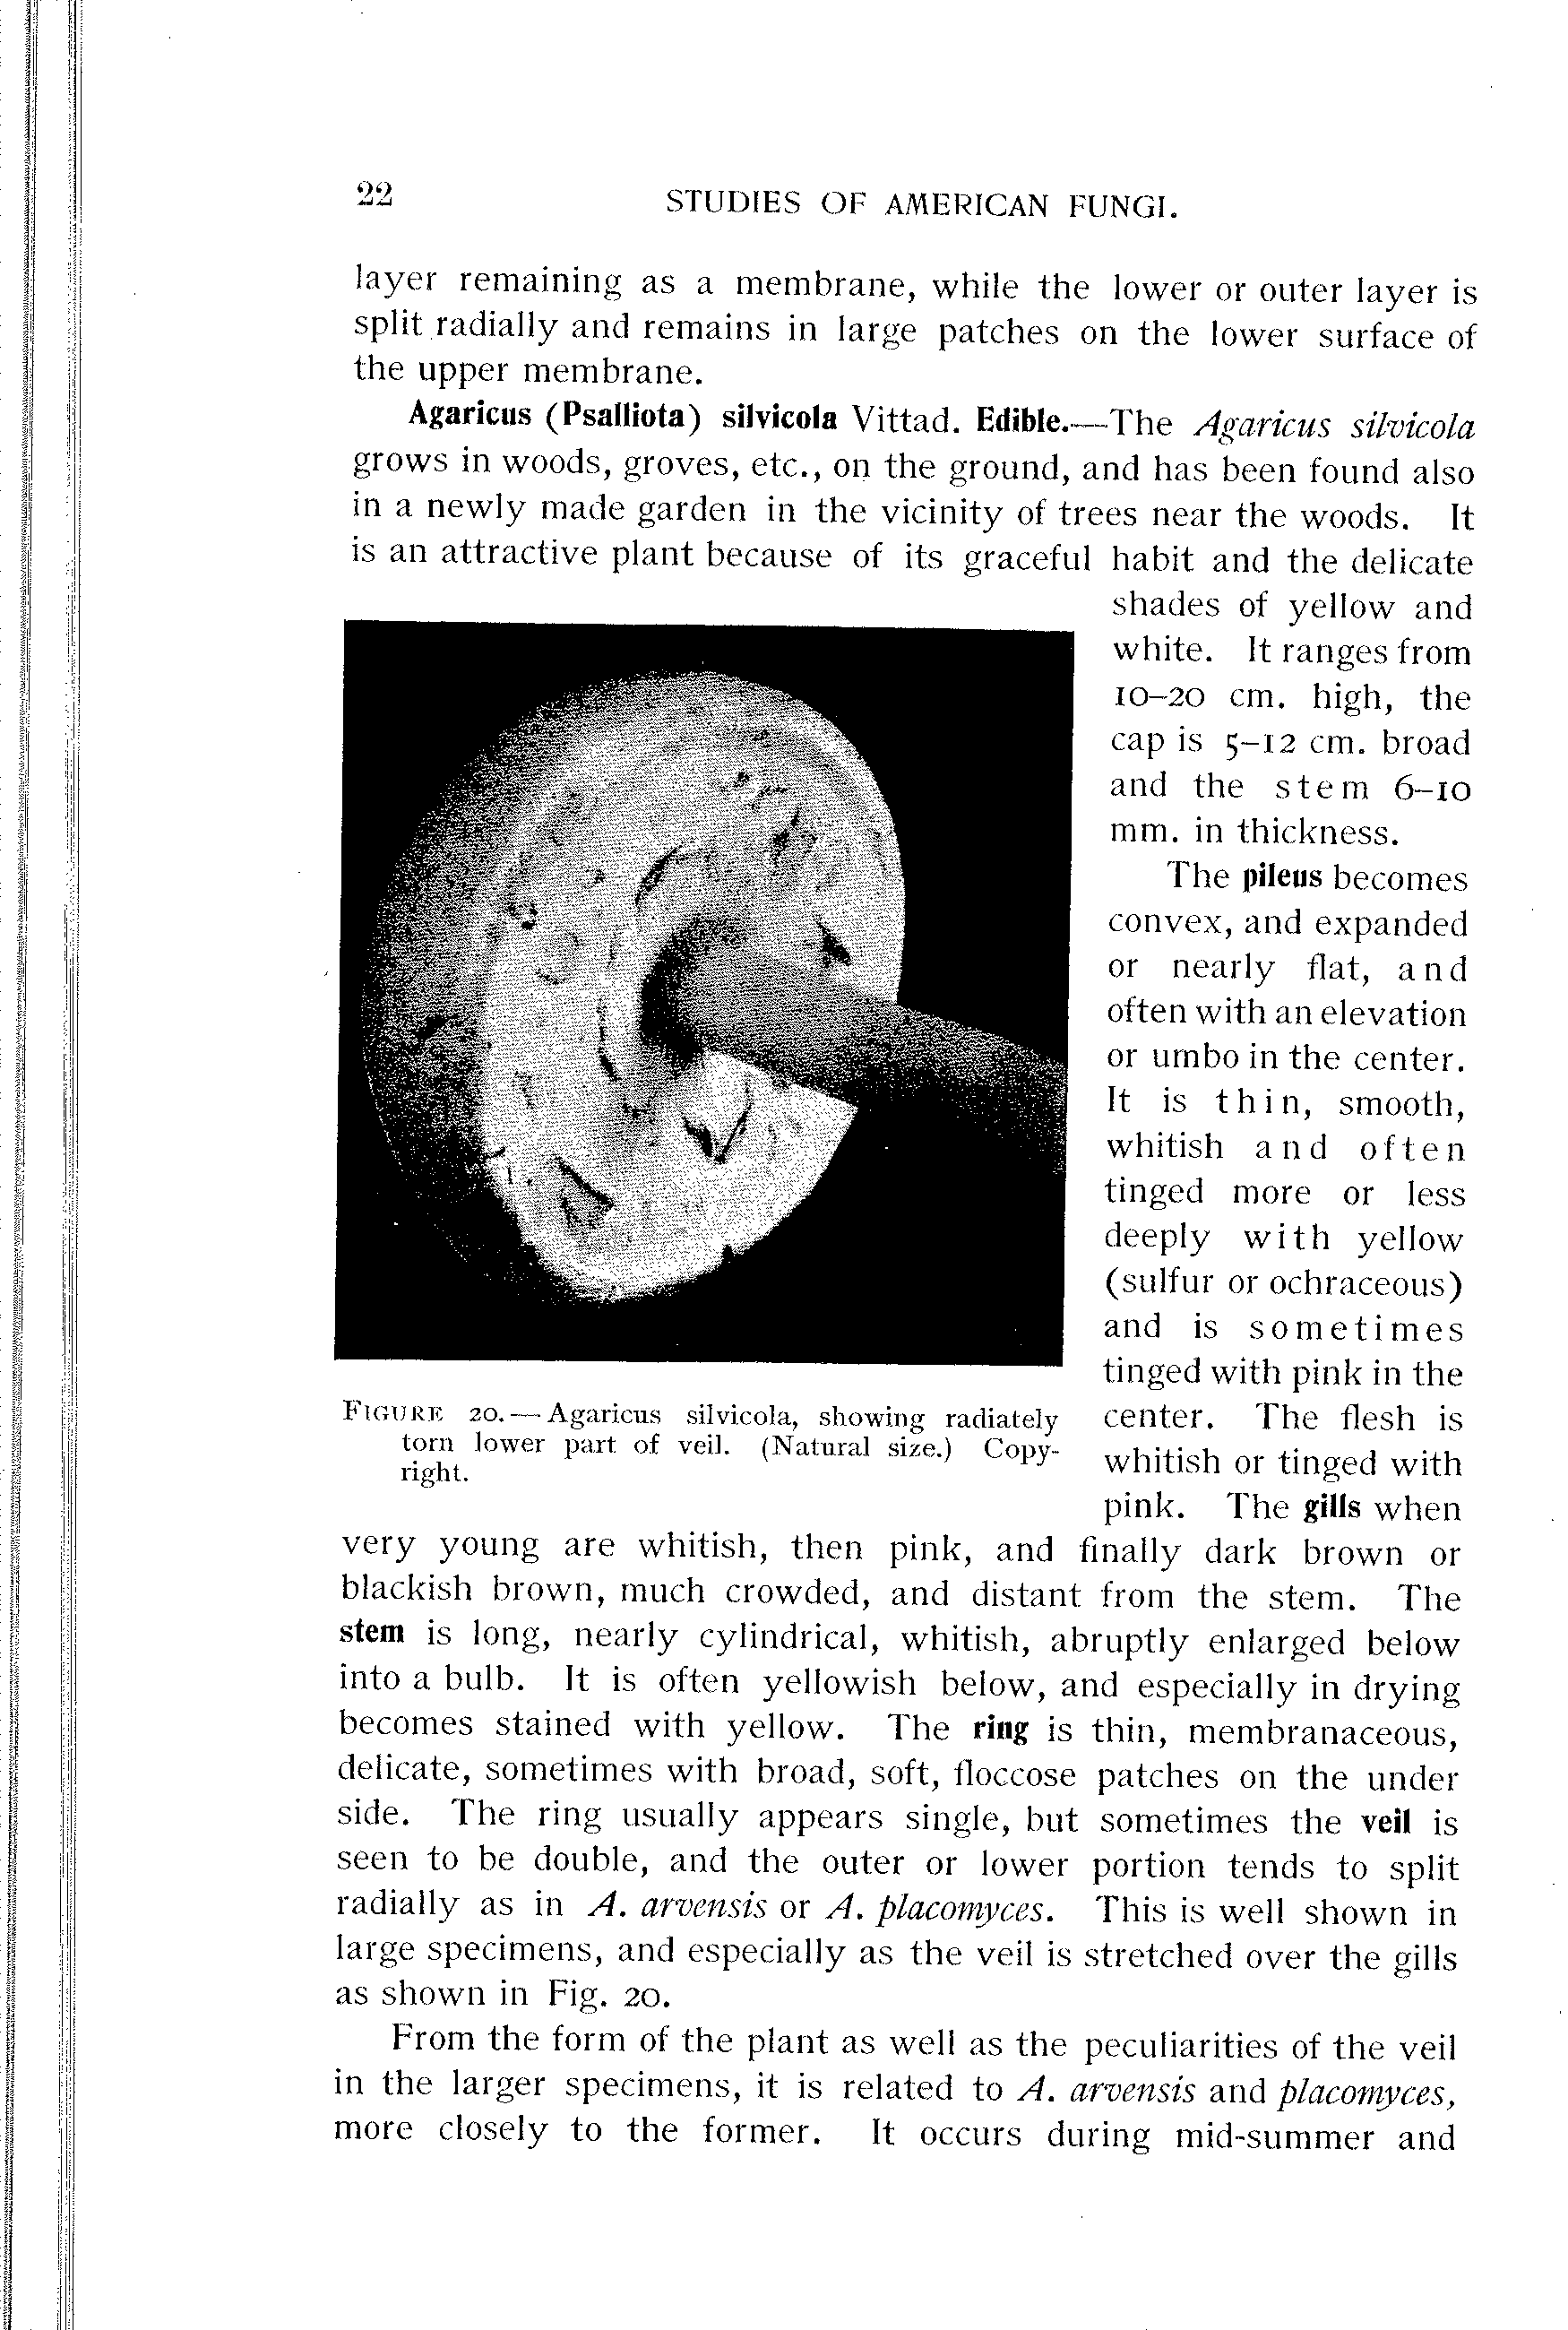 22
STUDIES OF AMERICAN FUNGI.
layer remaining as a membrane, while the lower or outer layer is
split radially and remains in large patches on the lower surface of
the upper membrane.
Agaricus (Psalliota) silvicola Vittad. Edible.—The Agaricus silvicola
grows in woods, groves, etc., on the ground, and has been found also
in a newly made garden in the vicinity of trees near the woods. It
is an attractive plant because of its graceful habit and the delicate
shades of yellow and
white. It ranges from
10–20 cm. high, the
cap is 5–12 cm. broad
and the stem 6–10
mm. in thickness.
The pileus becomes
convex, and expanded
or nearly flat, and
often with an elevation
or umbo in the center.
It is thin, smooth,
whitish and often
tinged more or less
deeply with yellow
(sulfur or ochraceous)
and is sometimes
tinged with pink in the
center. The flesh is
whitish or tinged with
pink. The gills when
FIGURE 20.—Agaricus silvicola, showing radiately
torn lower part of veil. (Natural size.) Copy-
right.
very young are whitish, then pink, and finally dark brown or
blackish brown, much crowded, and distant from the stem. The
stem is long, nearly cylindrical, whitish, abruptly enlarged below
into a bulb. It is often yellowish below, and especially in drying
becomes stained with yellow. The ring is thin, membranaceous,
delicate, sometimes with broad, soft, floccose patches on the under
side. The ring usually appears single, but sometimes the veil is
seen to be double, and the outer or lower portion tends to split
radially as in A. arvensis or A. placomyces. This is well shown in
large specimens, and especially as the veil is stretched over the gills
as shown in Fig. 20.
From the form of the plant as well as the peculiarities of the veil
in the larger specimens, it is related to A. arvensis and placomyces,
more closely to the former. It occurs during mid-summer and